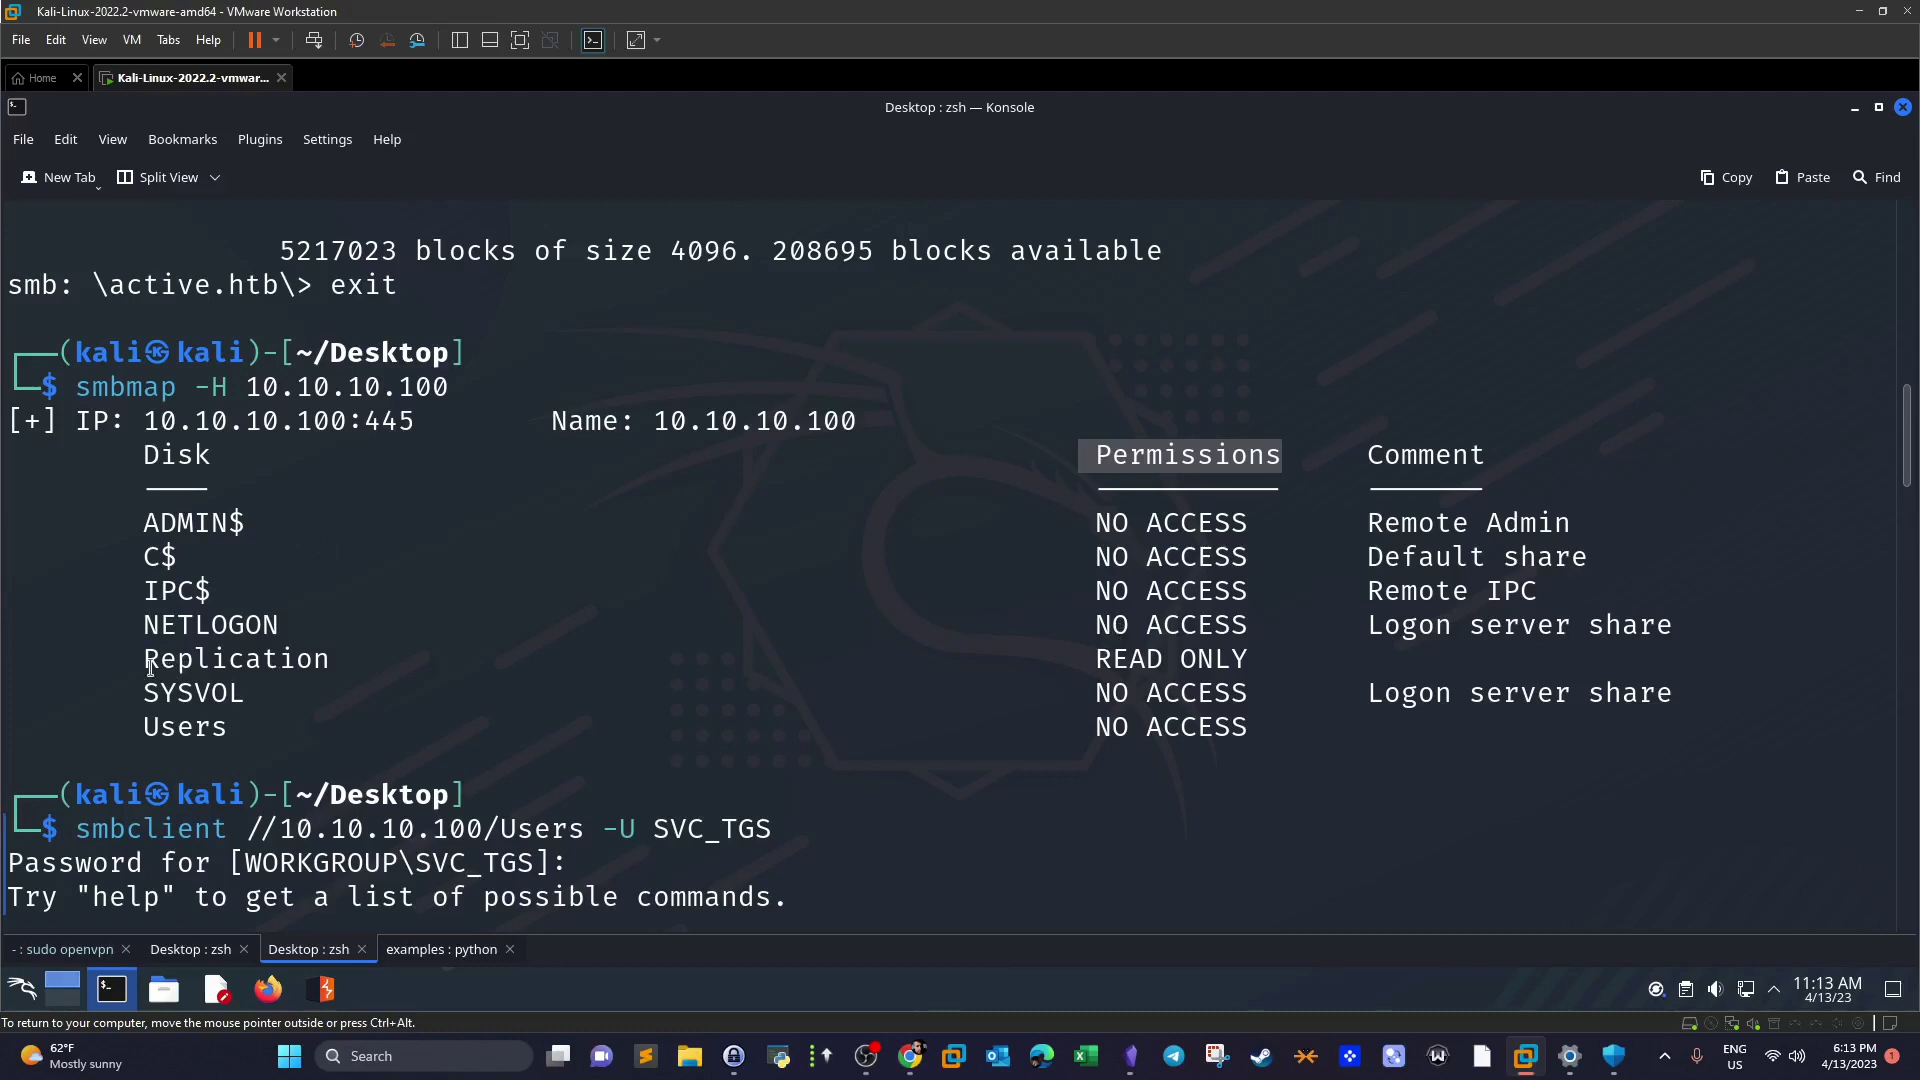 Kali-Linux-2022.2-vmware-amd64 - VMware Workstation
File Edit View VM Tabs Help
Home Kali-Linux-2022.2-vmwar...
Desktop : zsh — Konsole
File Edit View Bookmarks Plugins Settings Help
New Tab Split View Copy Paste Find
5217023 blocks of size 4096. 208695 blocks available
smb: \active.htb\> exit
(kali㉿kali)-[~/Desktop]
$ smbmap -H 10.10.10.100
[+] IP: 10.10.10.100:445 Name: 10.10.10.100
Disk Permissions Comment
ADMIN$ NO ACCESS Remote Admin
C$ NO ACCESS Default share
IPC$ NO ACCESS Remote IPC
NETLOGON NO ACCESS Logon server share
Replication READ ONLY
SYSVOL NO ACCESS Logon server share
Users NO ACCESS
(kali㉿kali)-[~/Desktop]
$ smbclient //10.10.10.100/Users -U SVC_TGS
Password for [WORKGROUP\SVC_TGS]:
Try "help" to get a list of possible commands.
- : sudo openvpn Desktop : zsh Desktop : zsh examples : python
11:13 AM
4/13/23
To return to your computer, move the mouse pointer outside or press Ctrl+Alt.
62°F
Mostly sunny
Search
ENG
US
6:13 PM
4/13/2023
1